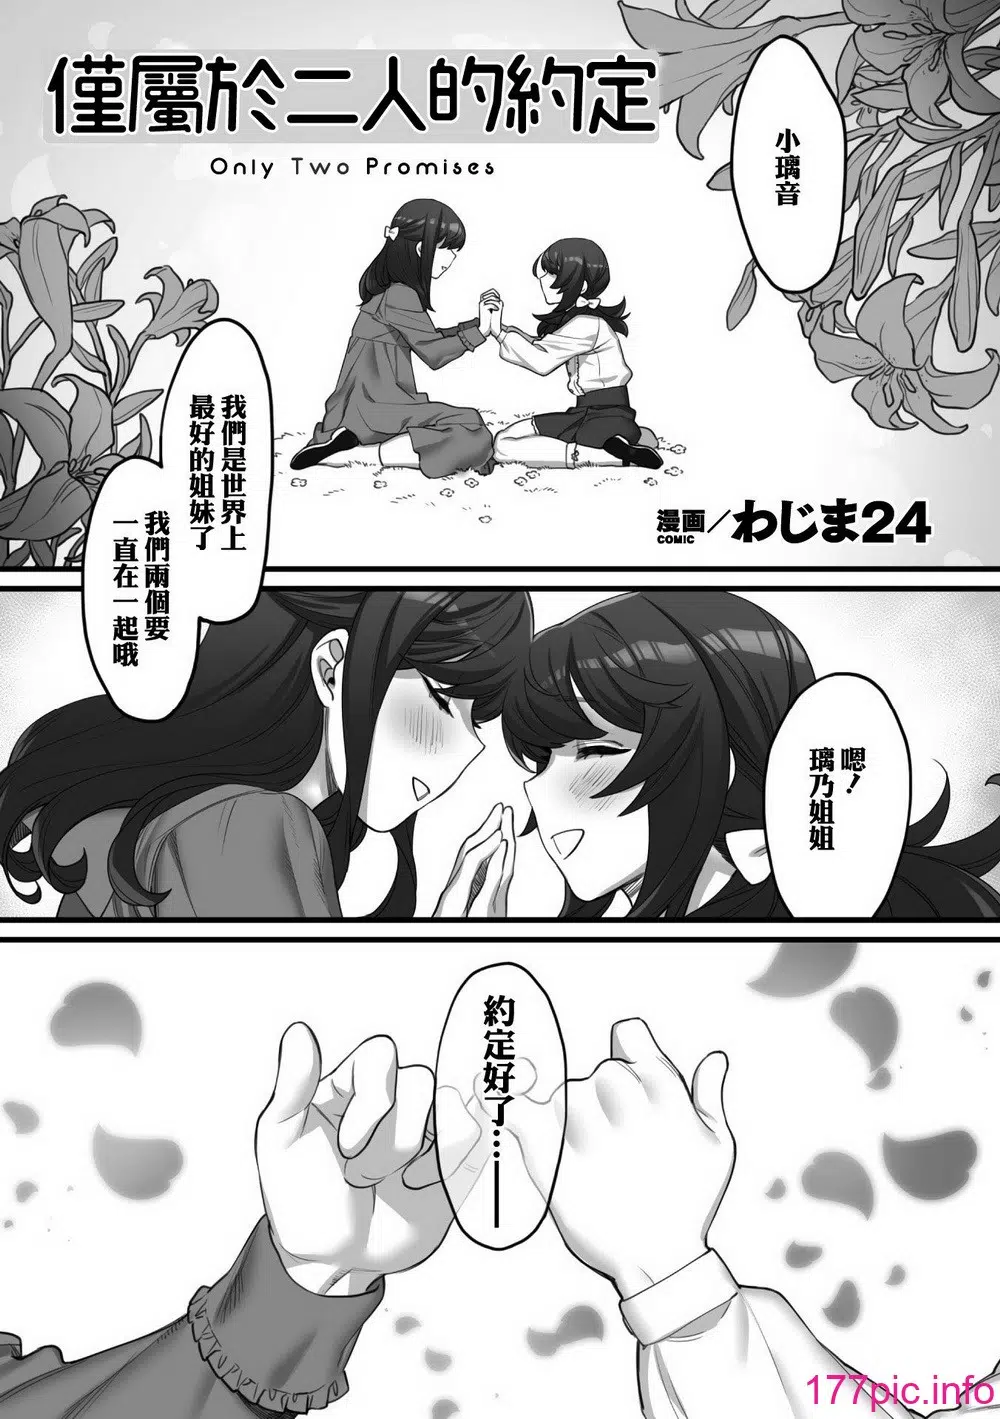 僅屬於二人的約定
Only Two Promises
小璃音
我們是世界上
最好的姐妹了
我們兩個要
一直在一起哦
漫画／わじま24
COMIC
嗯！
璃乃姐姐
約定好了…——
177pic.info